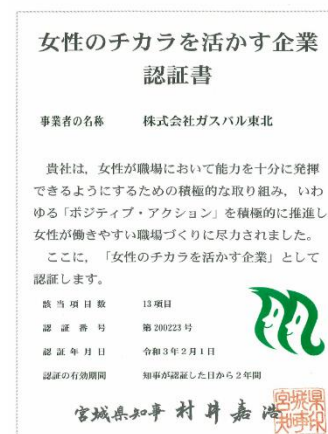 女性のチカラを活かす企業
認証書
事業者の名称　株式会社ガスパル東北
貴社は，女性が職場において能力を十分に発揮
できるようにするための積極的な取り組み，いわ
ゆる「ポジティブ・アクション」を積極的に推進し
女性が働きやすい職場づくりに尽力されました。
ここに，「女性のチカラを活かす企業」として
認証します。
該当項目数　13項目
認証番号　第200223号
認証年月日　令和3年2月1日
認証の有効期間　知事が認証した日から2年間
宮城県知事 村井嘉浩